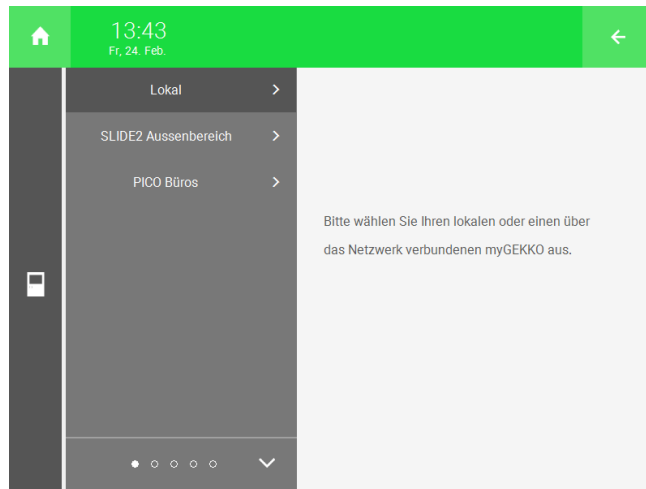 13:43
Fr, 24. Feb.
Lokal
SLIDE2 Aussenbereich
PICO Büros
Bitte wählen Sie Ihren lokalen oder einen über
das Netzwerk verbundenen myGEKKO aus.